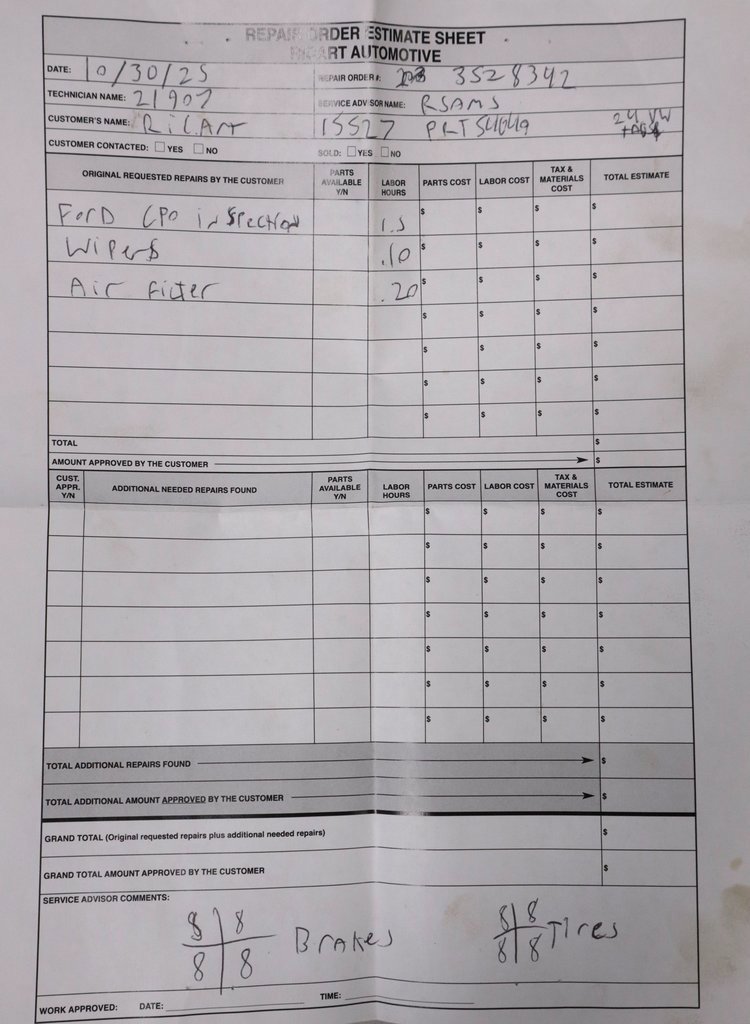 REPAIR ORDER ESTIMATE SHEET
RICART AUTOMOTIVE
DATE: 10/30/25 REPAIR ORDER #: 3528342
TECHNICIAN NAME: 21907 SERVICE ADVISOR NAME: RSAMS
CUSTOMER'S NAME: RiCArt 15527 PRT54049 24 VW
CUSTOMER CONTACTED: YES NO SOLD: YES NO
ORIGINAL REQUESTED REPAIRS BY THE CUSTOMER PARTS AVAILABLE Y/N LABOR HOURS PARTS COST LABOR COST TAX & MATERIALS COST TOTAL ESTIMATE
Ford CPO inspection 1.5 $ $ $ $
Wipers .10 $ $ $ $
Air Filter .20 $ $ $ $
$ $ $ $
$ $ $ $
$ $ $ $
$ $ $ $
TOTAL $
AMOUNT APPROVED BY THE CUSTOMER $
CUST. APPR. Y/N ADDITIONAL NEEDED REPAIRS FOUND PARTS AVAILABLE Y/N LABOR HOURS PARTS COST LABOR COST TAX & MATERIALS COST TOTAL ESTIMATE
$ $ $ $
$ $ $ $
$ $ $ $
$ $ $ $
$ $ $ $
$ $ $ $
$ $ $ $
TOTAL ADDITIONAL REPAIRS FOUND $
TOTAL ADDITIONAL AMOUNT APPROVED BY THE CUSTOMER $
GRAND TOTAL (Original requested repairs plus additional needed repairs) $
GRAND TOTAL AMOUNT APPROVED BY THE CUSTOMER $
SERVICE ADVISOR COMMENTS:
8 8 8 8
8 8 Brakes 8 8 Tires
WORK APPROVED: DATE: TIME: